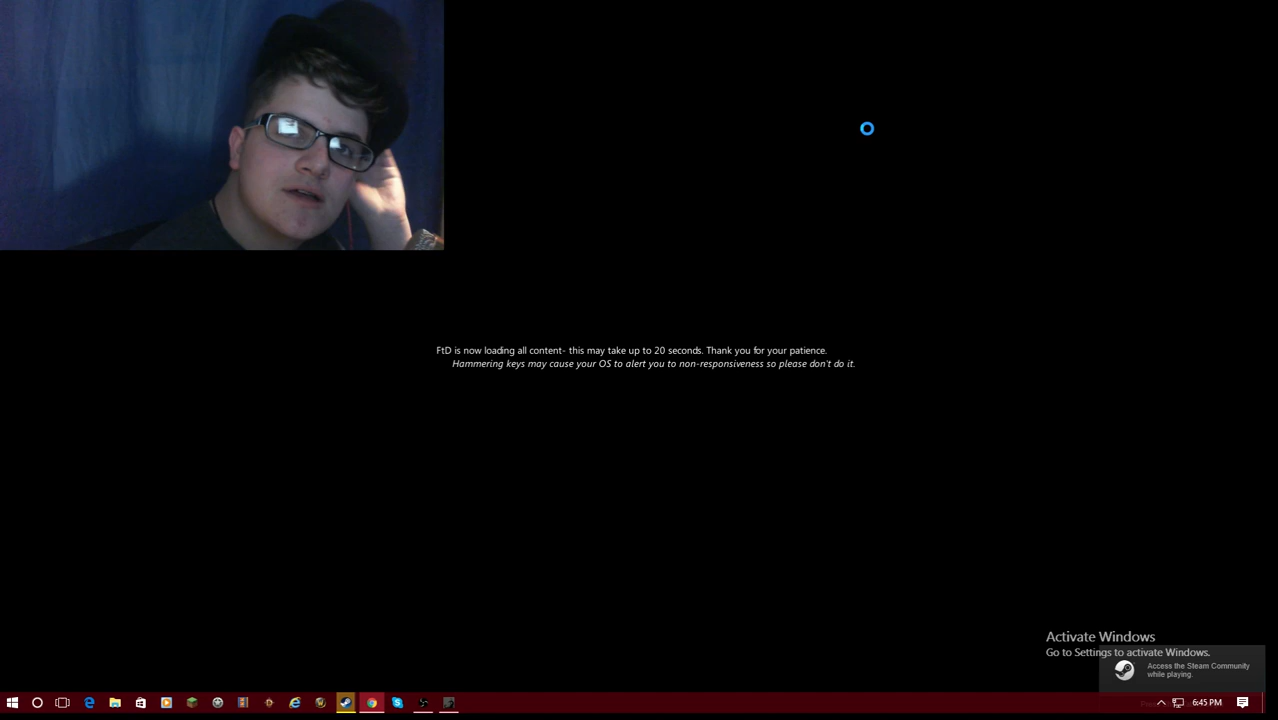 FtD is now loading all content- this may take up to 20 seconds. Thank you for your patience.
Hammering keys may cause your OS to alert you to non-responsiveness so please don't do it.
Activate Windows
Go to Settings to activate Windows.
Access the Steam Community
while playing.
6:45 PM